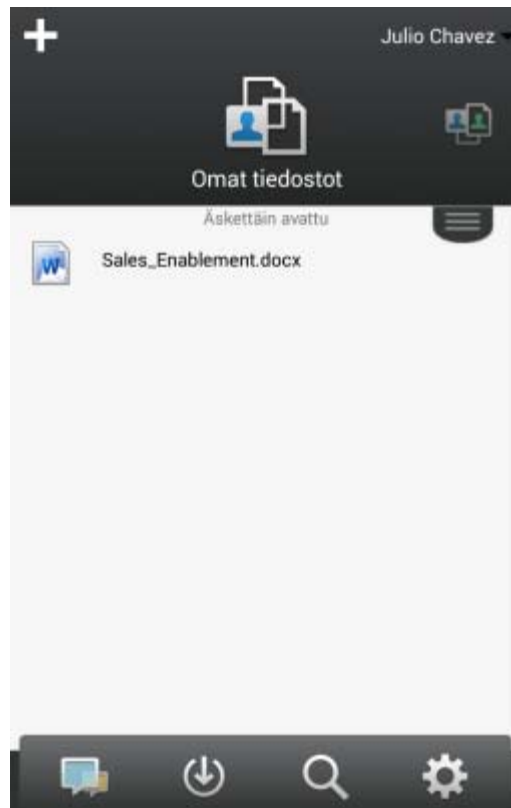 Julio Chavez
Omat tiedostot
Äskettäin avattu
Sales_Enablement.docx